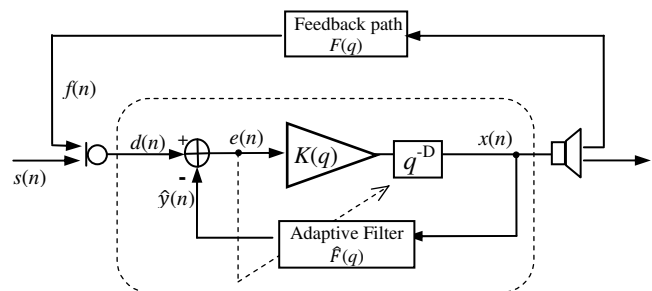 Feedback path
F(q)
f(n)
s(n)
d(n)
+
-
e(n)
K(q)
q^-D
x(n)
ŷ(n)
Adaptive Filter
F̂(q)